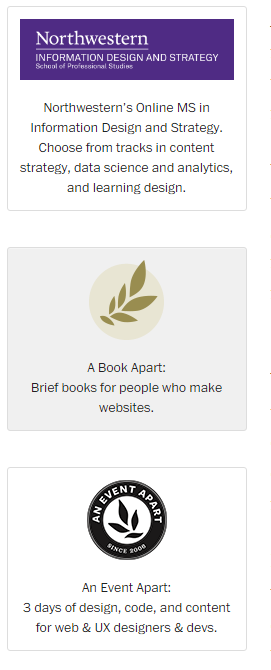 Northwestern
INFORMATION DESIGN AND STRATEGY
School of Professional Studies
Northwestern's Online MS in
Information Design and Strategy.
Choose from tracks in content
strategy, data science and analytics,
and learning design.
A Book Apart:
Brief books for people who make
websites.
AN EVENT APART
SINCE 2006
An Event Apart:
3 days of design, code, and content
for web & UX designers & devs.